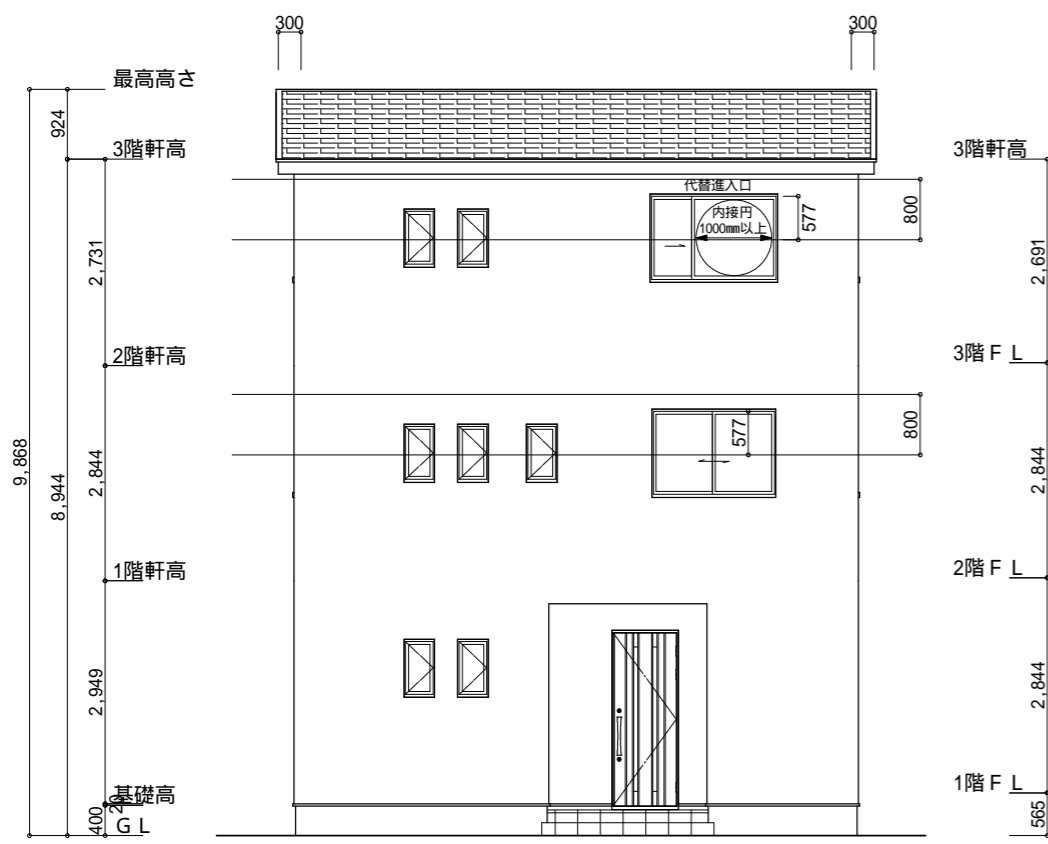 300
300
最高高さ
924
3階軒高
3階軒高
代替進入口
内接円
1000mm以上
577
800
2,731
2,691
2階軒高
3階ＦＬ
9,868
8,944
2,844
577
800
2,844
1階軒高
2階ＦＬ
2,949
2,844
基礎高
20
400
ＧＬ
1階ＦＬ
565